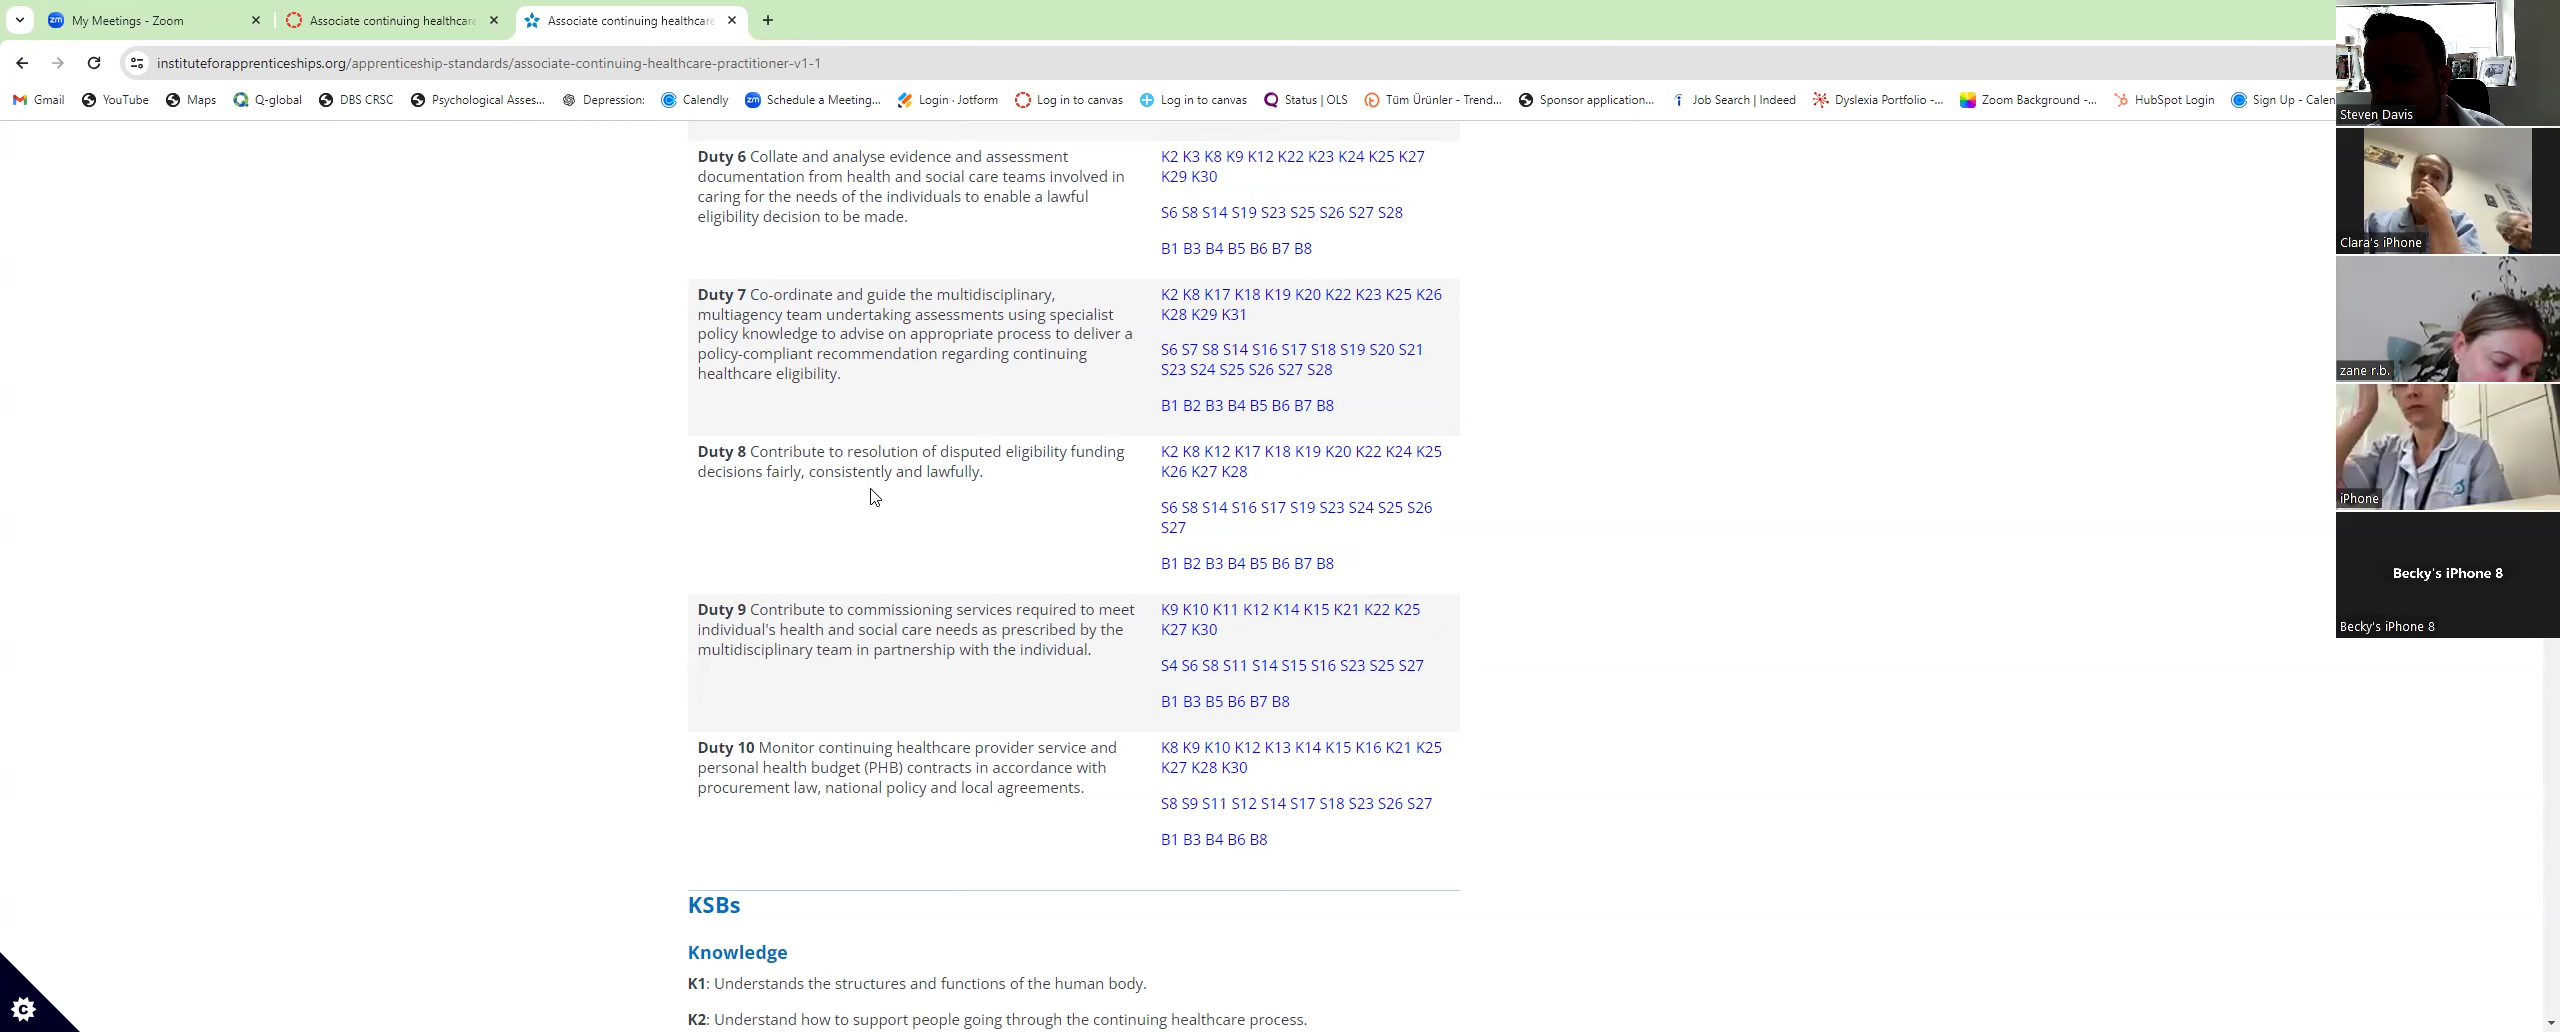 My Meetings - Zoom
Associate continuing healthcare
Associate continuing healthcare
instituteforapprenticeships.org/apprenticeship-standards/associate-continuing-healthcare-practitioner-v1-1
Gmail YouTube Maps Q-global DBS CRSC Psychological Asses... Depression: Calendly Schedule a Meeting... Login · Jotform Log in to canvas Log in to canvas Status | OLS Tüm Ürünler - Trend... Sponsor application... Job Search | Indeed Dyslexia Portfolio -... Zoom Background -... HubSpot Login Sign Up - Calen
Duty 6 Collate and analyse evidence and assessment
documentation from health and social care teams involved in
caring for the needs of the individuals to enable a lawful
eligibility decision to be made.
K2 K3 K8 K9 K12 K22 K23 K24 K25 K27
K29 K30
S6 S8 S14 S19 S23 S25 S26 S27 S28
B1 B3 B4 B5 B6 B7 B8
Duty 7 Co-ordinate and guide the multidisciplinary,
multiagency team undertaking assessments using specialist
policy knowledge to advise on appropriate process to deliver a
policy-compliant recommendation regarding continuing
healthcare eligibility.
K2 K8 K17 K18 K19 K20 K22 K23 K25 K26
K28 K29 K31
S6 S7 S8 S14 S16 S17 S18 S19 S20 S21
S23 S24 S25 S26 S27 S28
B1 B2 B3 B4 B5 B6 B7 B8
Duty 8 Contribute to resolution of disputed eligibility funding
decisions fairly, consistently and lawfully.
K2 K8 K12 K17 K18 K19 K20 K22 K24 K25
K26 K27 K28
S6 S8 S14 S16 S17 S19 S23 S24 S25 S26
S27
B1 B2 B3 B4 B5 B6 B7 B8
Duty 9 Contribute to commissioning services required to meet
individual's health and social care needs as prescribed by the
multidisciplinary team in partnership with the individual.
K9 K10 K11 K12 K14 K15 K21 K22 K25
K27 K30
S4 S6 S8 S11 S14 S15 S16 S23 S25 S27
B1 B3 B5 B6 B7 B8
Duty 10 Monitor continuing healthcare provider service and
personal health budget (PHB) contracts in accordance with
procurement law, national policy and local agreements.
K8 K9 K10 K12 K13 K14 K15 K16 K21 K25
K27 K28 K30
S8 S9 S11 S12 S14 S17 S18 S23 S26 S27
B1 B3 B4 B6 B8
KSBs
Knowledge
K1: Understands the structures and functions of the human body.
K2: Understand how to support people going through the continuing healthcare process.
Steven Davis
Clara's iPhone
zane r.b.
iPhone
Becky's iPhone 8
Becky's iPhone 8